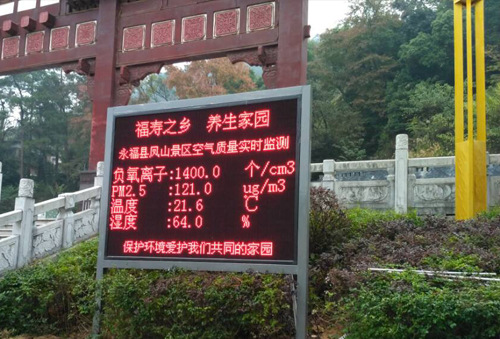 福寿之乡 养生家园
永福县凤山景区空气质量实时监测
负氧离子:1400.0 个/cm3
PM2.5 :121.0 ug/m3
温度 :21.6 ℃
湿度 :64.0 %
保护环境爱护我们共同的家园